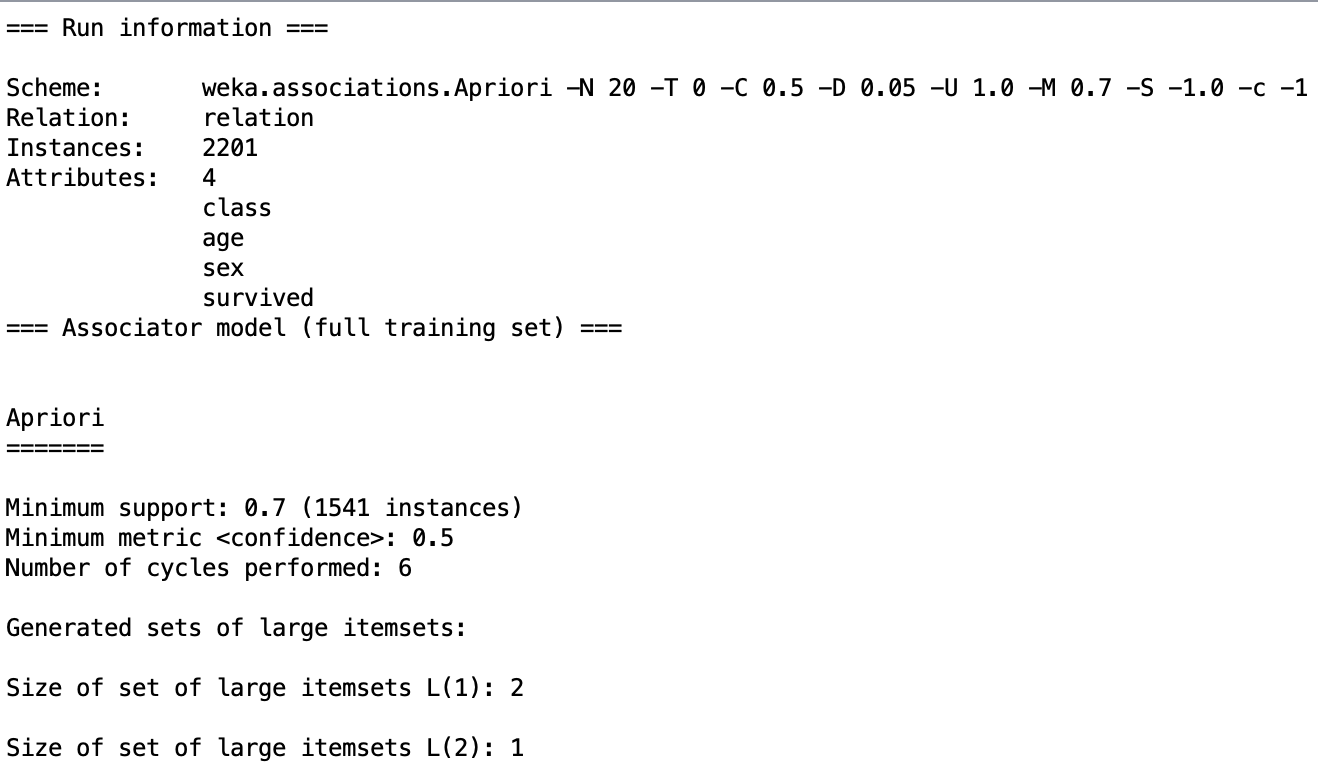 === Run information ===
Scheme: weka.associations.Apriori -N 20 -T 0 -C 0.5 -D 0.05 -U 1.0 -M 0.7 -S -1.0 -c -1
Relation: relation
Instances: 2201
Attributes: 4
class
age
sex
survived
=== Associator model (full training set) ===
Apriori
=======
Minimum support: 0.7 (1541 instances)
Minimum metric <confidence>: 0.5
Number of cycles performed: 6
Generated sets of large itemsets:
Size of set of large itemsets L(1): 2
Size of set of large itemsets L(2): 1